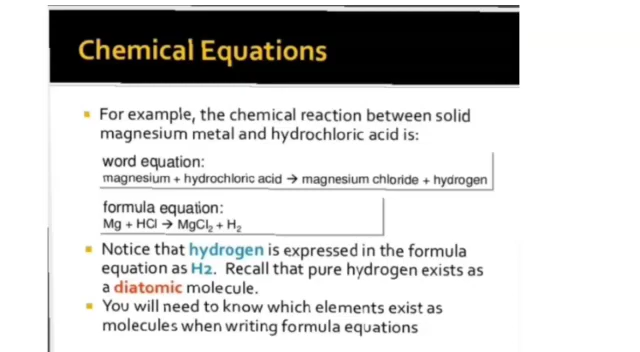 Chemical Equations
▪ For example, the chemical reaction between solid
magnesium metal and hydrochloric acid is:
word equation:
magnesium + hydrochloric acid → magnesium chloride + hydrogen
formula equation:
Mg + HCl → MgCl₂ + H₂
▪ Notice that hydrogen is expressed in the formula
equation as H2. Recall that pure hydrogen exists as
a diatomic molecule.
▪ You will need to know which elements exist as
molecules when writing formula equations